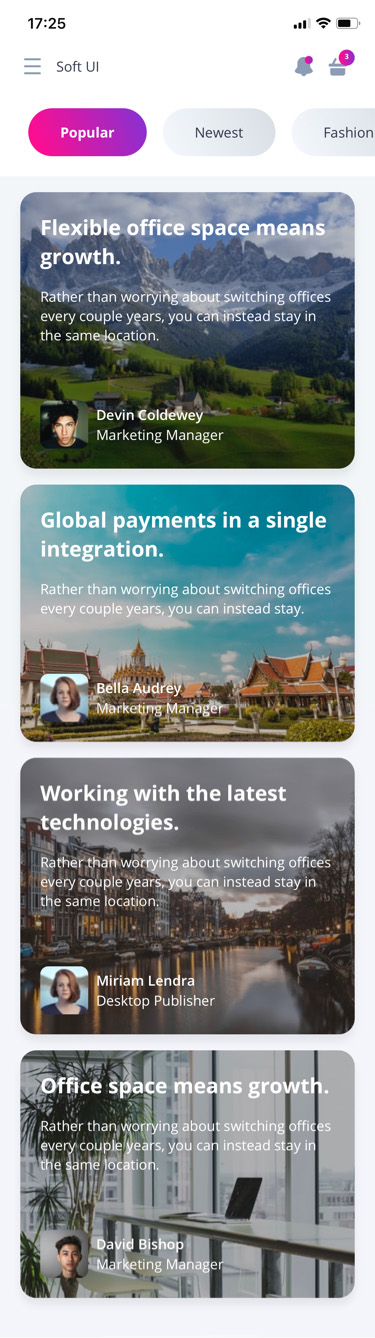 17:25
Soft UI
3
Popular
Newest
Fashion
Flexible office space means
growth.
Rather than worrying about switching offices
every couple years, you can instead stay in
the same location.
Devin Coldewey
Marketing Manager
Global payments in a single
integration.
Rather than worrying about switching offices
every couple years, you can instead stay.
Bella Audrey
Marketing Manager
Working with the latest
technologies.
Rather than worrying about switching offices
every couple years, you can instead stay in
the same location.
Miriam Lendra
Desktop Publisher
Office space means growth.
Rather than worrying about switching offices
every couple years, you can instead stay in
the same location.
David Bishop
Marketing Manager